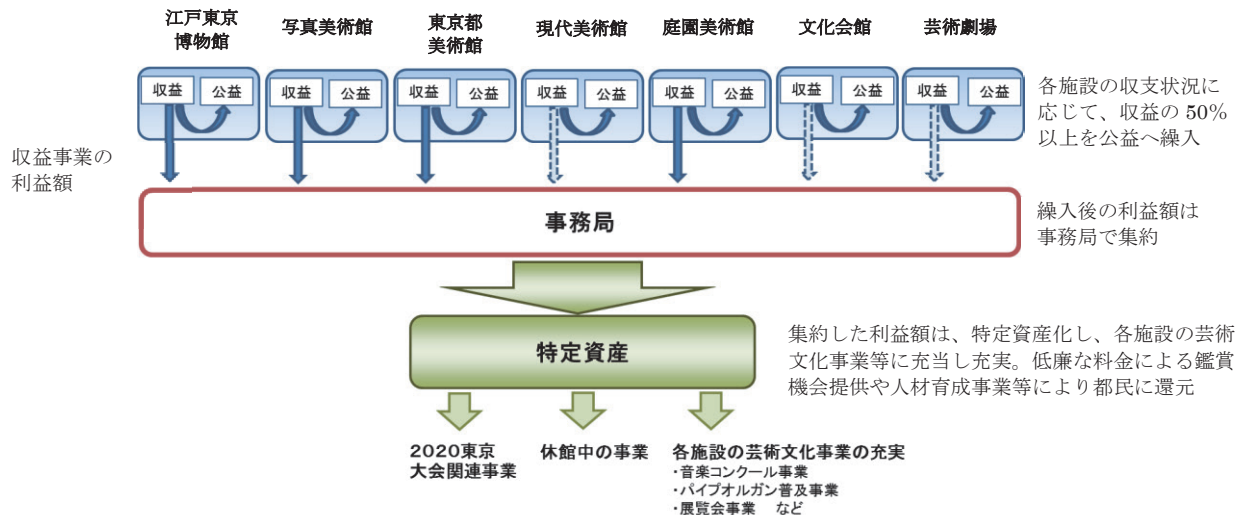 江戸東京
博物館
写真美術館
東京都
美術館
現代美術館
庭園美術館
文化会館
芸術劇場
収益 公益
収益 公益
収益 公益
収益 公益
収益 公益
収益 公益
収益 公益
各施設の収支状況に
応じて、収益の 50%
以上を公益へ繰入
収益事業の
利益額
事務局
繰入後の利益額は
事務局で集約
特定資産
集約した利益額は、特定資産化し、各施設の芸術
文化事業等に充当し充実。低廉な料金による鑑賞
機会提供や人材育成事業等により都民に還元
2020東京
大会関連事業
休館中の事業
各施設の芸術文化事業の充実
・音楽コンクール事業
・パイプオルガン普及事業
・展覧会事業 など